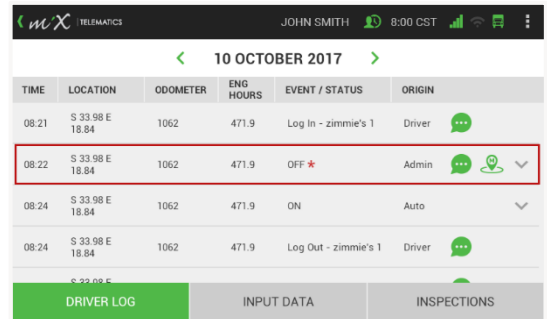 miX TELEMATICS JOHN SMITH 8:00 CST
10 OCTOBER 2017
TIME LOCATION ODOMETER ENG HOURS EVENT / STATUS ORIGIN
08:21 S 33.98 E 18.84 1062 471.9 Log In - zimmie's 1 Driver
08:22 S 33.98 E 18.84 1062 471.9 OFF * Admin
08:24 S 33.98 E 18.84 1062 471.9 ON Auto
08:24 S 33.98 E 18.84 1062 471.9 Log Out - zimmie's 1 Driver
S 33.98 E
DRIVER LOG INPUT DATA INSPECTIONS